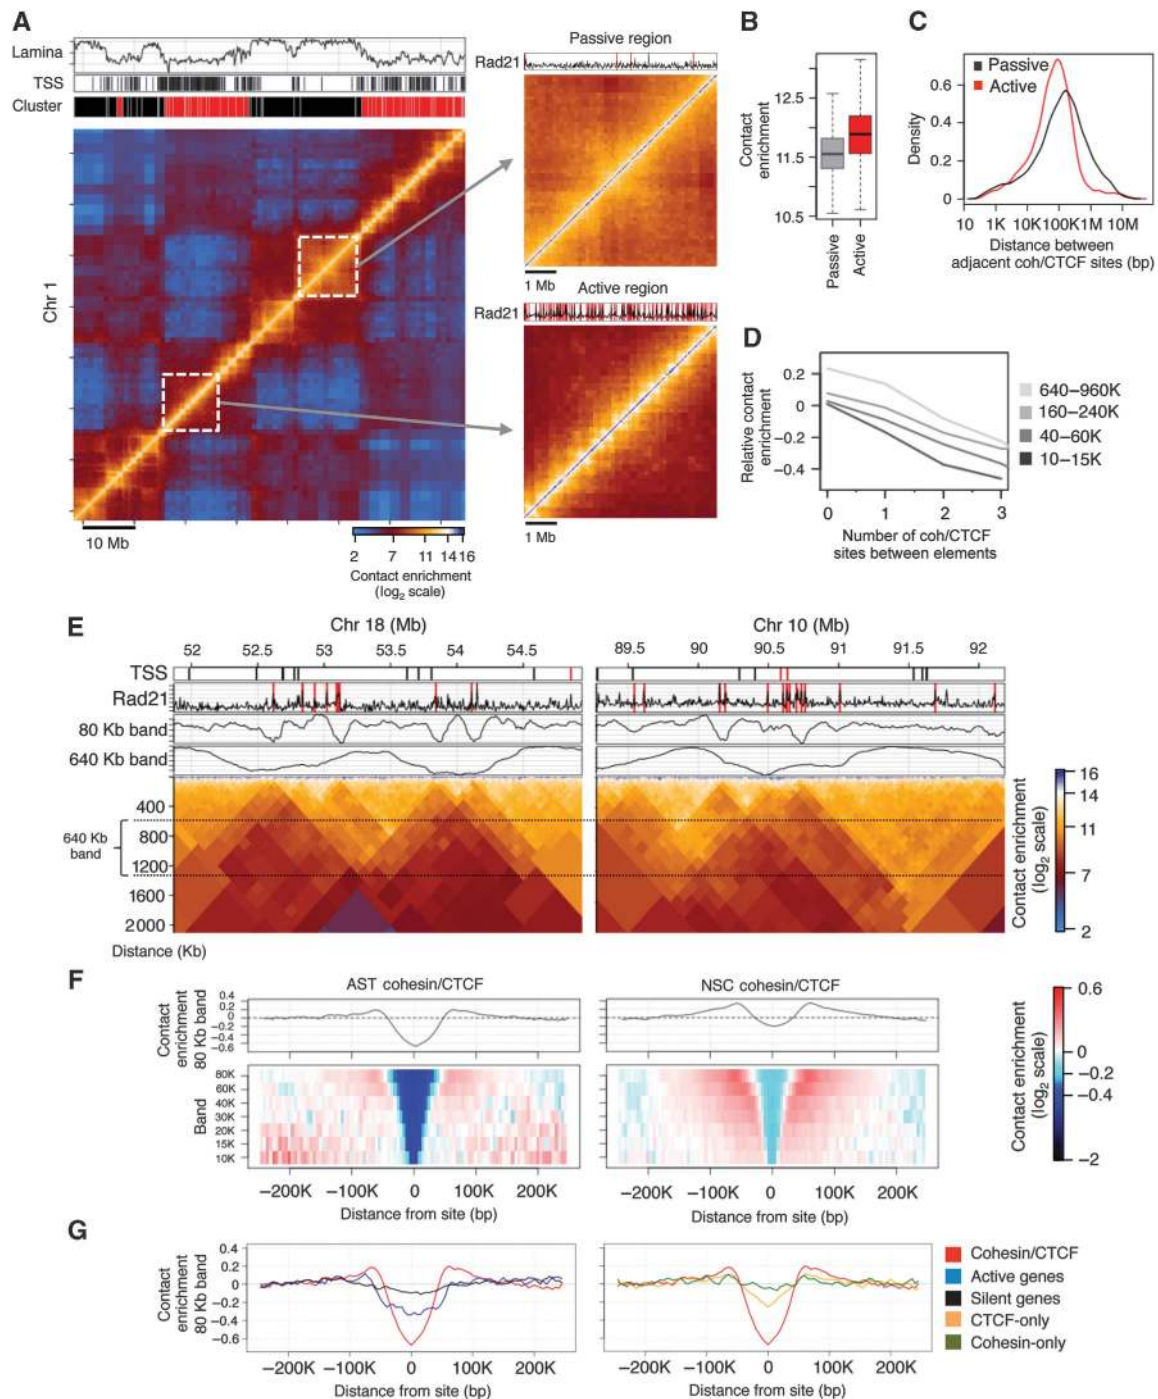 A
Lamina
TSS
Cluster
Chr 1
10 Mb
2 7 11 14 16
Contact enrichment
(log2 scale)
Passive region
Rad21
1 Mb
Active region
Rad21
1 Mb
B
Contact
enrichment
12.5
11.5
10.5
Passive
Active
C
Passive
Active
Density
0.6
0.4
0.2
0
10 1K 10K 100K 1M 10M
Distance between
adjacent coh/CTCF sites (bp)
D
Relative contact
enrichment
0.2
0
−0.2
−0.4
0 1 2 3
Number of coh/CTCF
sites between elements
640–960K
160–240K
40–60K
10–15K
E
Chr 18 (Mb)
52 52.5 53 53.5 54 54.5
Chr 10 (Mb)
89.5 90 90.5 91 91.5 92
TSS
Rad21
80 Kb band
640 Kb band
400
800
1200
1600
2000
640 Kb
band
Distance (Kb)
Contact enrichment
(log2 scale)
16
14
11
7
2
F
AST cohesin/CTCF
NSC cohesin/CTCF
Contact
enrichment
80 Kb band
0.4
0.2
0
−0.2
−0.4
−0.6
Band
80K
60K
40K
30K
20K
15K
10K
−200K −100K 0 100K 200K
Distance from site (bp)
−200K −100K 0 100K 200K
Distance from site (bp)
Contact enrichment
(log2 scale)
0.6
0
−0.2
−0.4
−2
G
Contact
enrichment
80 Kb band
0.4
0.2
0
−0.2
−0.4
−0.6
−200K −100K 0 100K 200K
Distance from site (bp)
−200K −100K 0 100K 200K
Distance from site (bp)
Cohesin/CTCF
Active genes
Silent genes
CTCF-only
Cohesin-only